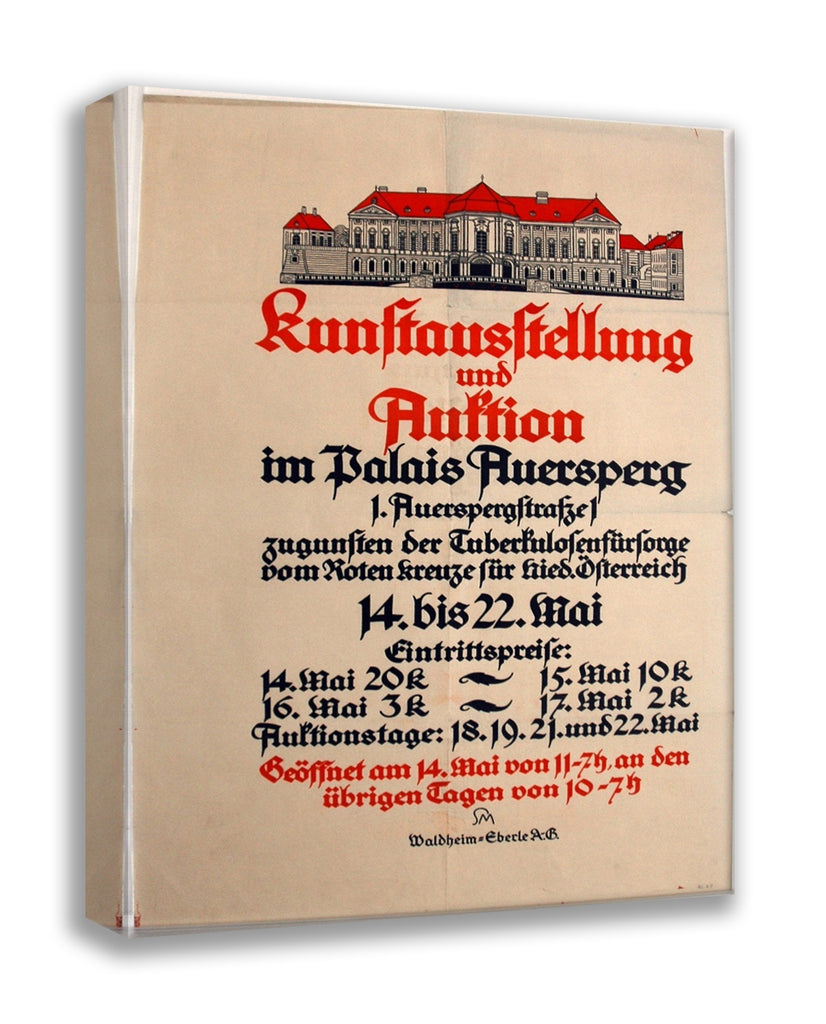 Kunſtausſtellung
und
Auktion
im Palais Auersperg
1. Auerspergſtraße 1
zugunſten der Tuberkuloſenfürſorge
vom Roten Kreuze für Nied. Öſterreich
14. bis 22. Mai
Eintrittspreiſe:
14. Mai 20 K ~ 15. Mai 10 K
16. Mai 3 K ~ 17. Mai 2 K
Auktionstage: 18. 19. 21. und 22. Mai
Geöffnet am 14. Mai von 11-7h, an den
übrigen Tagen von 10-7h
SM
Waldheim=Eberle A.G.